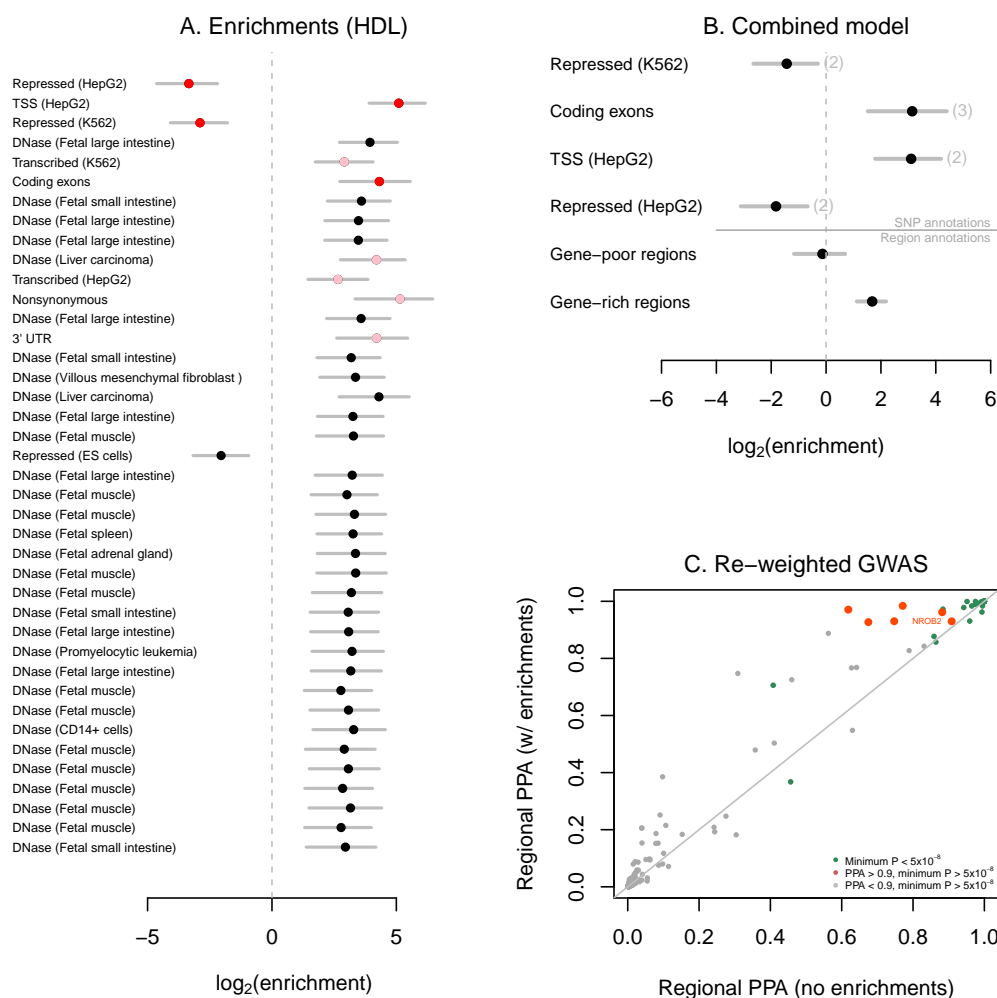 A. Enrichments (HDL)
Repressed (HepG2)
TSS (HepG2)
Repressed (K562)
DNase (Fetal large intestine)
Transcribed (K562)
Coding exons
DNase (Fetal small intestine)
DNase (Fetal large intestine)
DNase (Fetal large intestine)
DNase (Liver carcinoma)
Transcribed (HepG2)
Nonsynonymous
DNase (Fetal large intestine)
3' UTR
DNase (Fetal small intestine)
DNase (Villous mesenchymal fibroblast )
DNase (Liver carcinoma)
DNase (Fetal large intestine)
DNase (Fetal muscle)
Repressed (ES cells)
DNase (Fetal large intestine)
DNase (Fetal muscle)
DNase (Fetal muscle)
DNase (Fetal spleen)
DNase (Fetal adrenal gland)
DNase (Fetal muscle)
DNase (Fetal muscle)
DNase (Fetal small intestine)
DNase (Fetal large intestine)
DNase (Promyelocytic leukemia)
DNase (Fetal large intestine)
DNase (Fetal muscle)
DNase (Fetal muscle)
DNase (CD14+ cells)
DNase (Fetal muscle)
DNase (Fetal muscle)
DNase (Fetal muscle)
DNase (Fetal muscle)
DNase (Fetal muscle)
DNase (Fetal small intestine)
−5 0 5
log₂(enrichment)
B. Combined model
Repressed (K562) (2)
Coding exons (3)
TSS (HepG2) (2)
Repressed (HepG2) (2)
SNP annotations
Region annotations
Gene−poor regions
Gene−rich regions
−6 −4 −2 0 2 4 6
log₂(enrichment)
C. Re−weighted GWAS
Regional PPA (w/ enrichments)
1.0
0.8
0.6
0.4
0.2
0.0
NROB2
Minimum P < 5x10⁻⁸
PPA > 0.9, minimum P > 5x10⁻⁸
PPA < 0.9, minimum P > 5x10⁻⁸
0.0 0.2 0.4 0.6 0.8 1.0
Regional PPA (no enrichments)